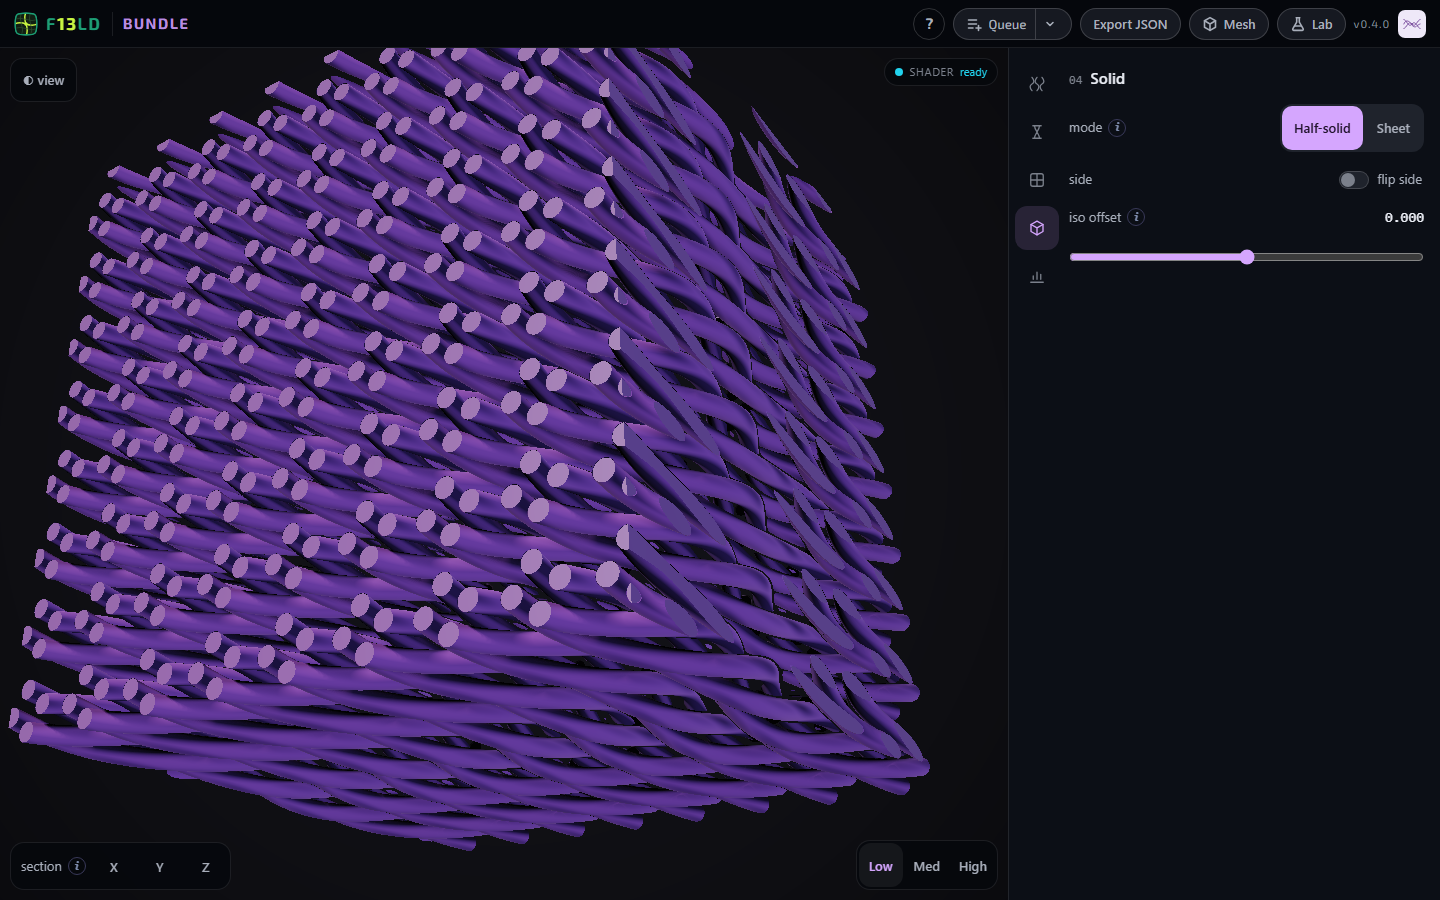 F13LD BUNDLE
? Queue Export JSON Mesh Lab v0.4.0
view
SHADER ready
04 Solid
mode i Half-solid Sheet
side flip side
iso offset i 0.000
section i X Y Z
Low Med High